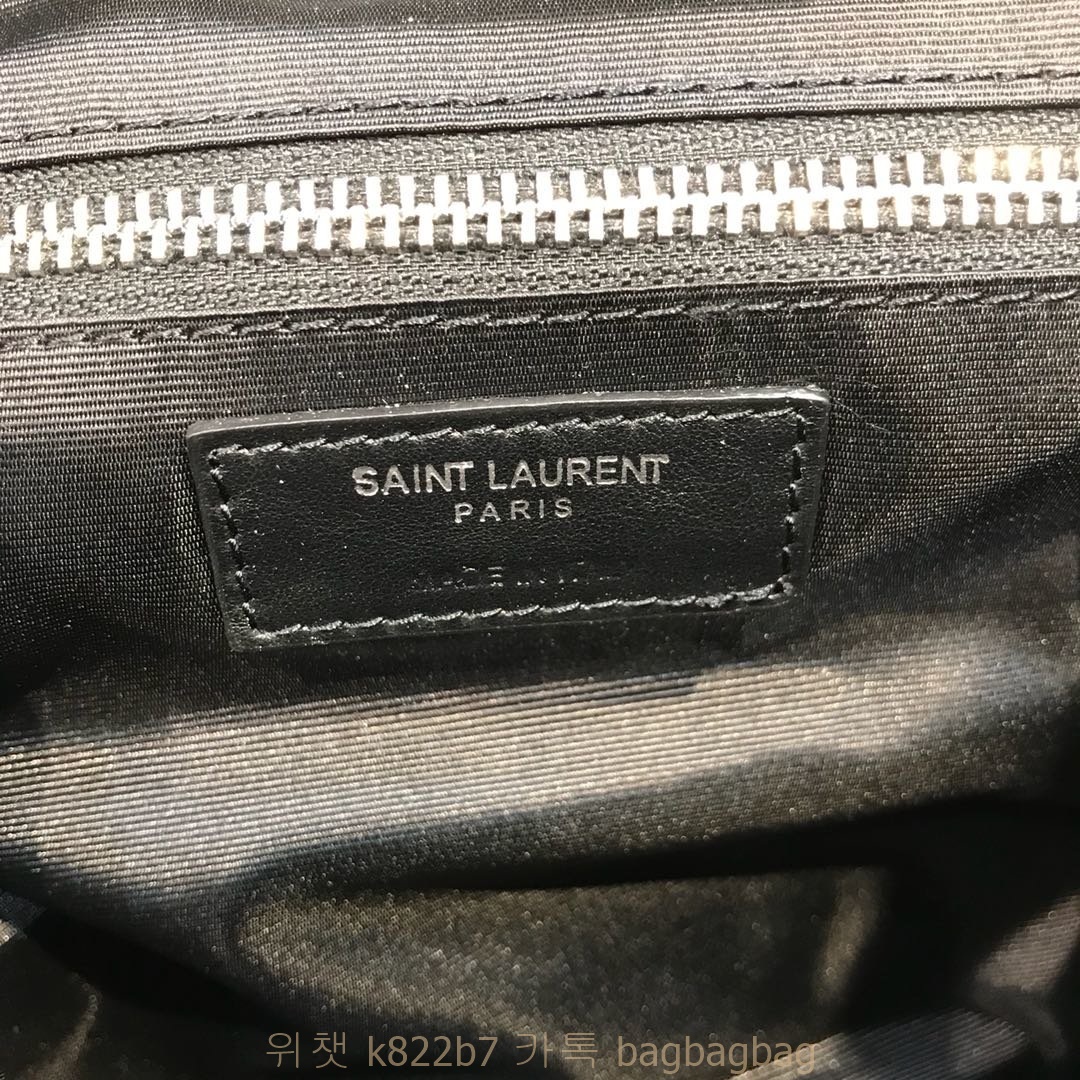 SAINT LAURENT
PARIS
위챗 k822b7 카톡 bagbagbag